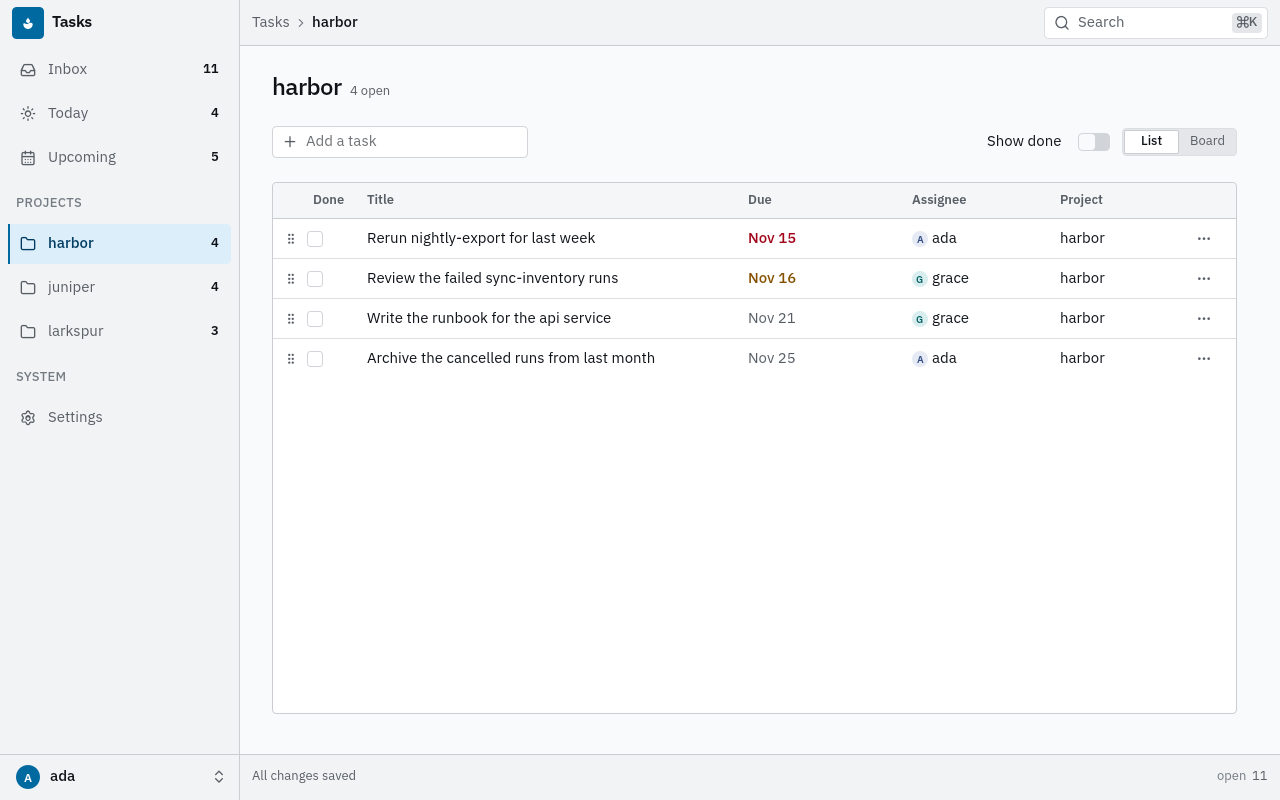 Tasks
Inbox 11
Today 4
Upcoming 5
PROJECTS
harbor 4
juniper 4
larkspur 3
SYSTEM
Settings
A ada
Tasks > harbor
Search ⌘K
harbor 4 open
+ Add a task
Show done
List Board
Done Title Due Assignee Project
Rerun nightly-export for last week Nov 15 A ada harbor ···
Review the failed sync-inventory runs Nov 16 G grace harbor ···
Write the runbook for the api service Nov 21 G grace harbor ···
Archive the cancelled runs from last month Nov 25 A ada harbor ···
All changes saved
open 11